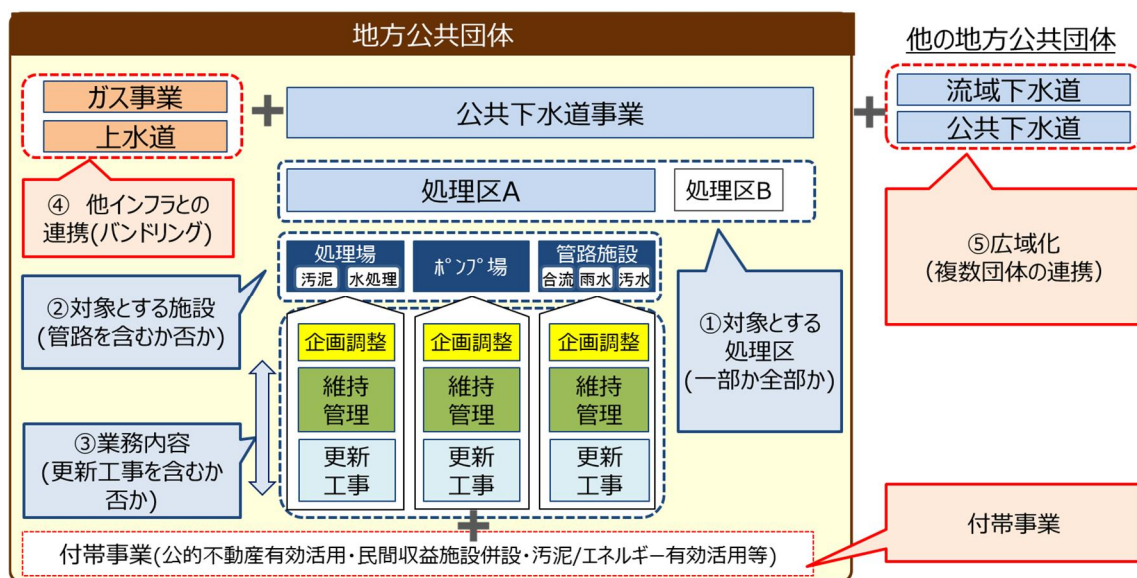 地方公共団体
他の地方公共団体
ガス事業
上水道
公共下水道事業
流域下水道
公共下水道
処理区A
処理区B
④ 他インフラとの
連携(バンドリング)
⑤広域化
(複数団体の連携)
処理場
汚泥 水処理
ポンプ場
管路施設
合流 雨水 汚水
②対象とする施設
(管路を含むか否か)
①対象とする
処理区
(一部か全部か)
企画調整 企画調整 企画調整
維持
管理
維持
管理
維持
管理
③業務内容
(更新工事を含むか
否か)
更新
工事
更新
工事
更新
工事
付帯事業(公的不動産有効活用・民間収益施設併設・汚泥/エネルギー有効活用等)
付帯事業